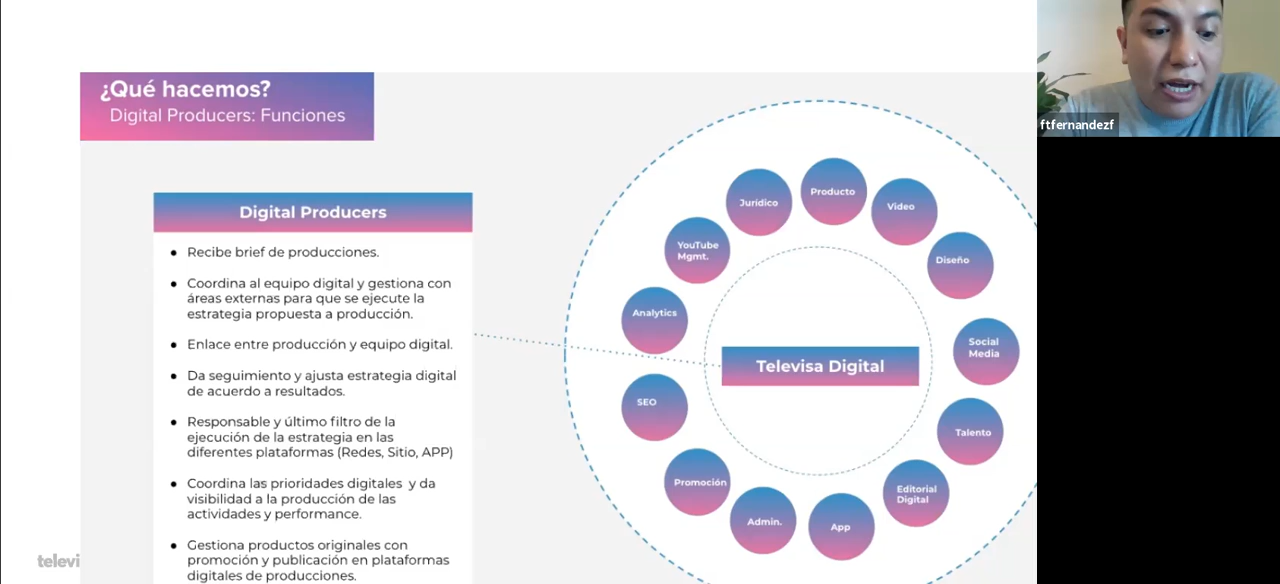 ¿Qué hacemos?
Digital Producers: Funciones
ftfernandezf
Digital Producers
Recibe brief de producciones.
Coordina al equipo digital y gestiona con
áreas externas para que se ejecute la
estrategia propuesta a producción.
Enlace entre producción y equipo digital.
Da seguimiento y ajusta estrategia digital
de acuerdo a resultados.
Responsable y último filtro de la
ejecución de la estrategia en las
diferentes plataformas (Redes, Sitio, APP)
Coordina las prioridades digitales y da
visibilidad a la producción de las
actividades y performance.
Gestiona productos originales con
promoción y publicación en plataformas
digitales de producciones.
Televisa Digital
Producto
Video
Diseño
Social
Media
Talento
Editorial
Digital
App
Admin.
Promoción
SEO
Analytics
YouTube
Mgmt.
Jurídico
televi